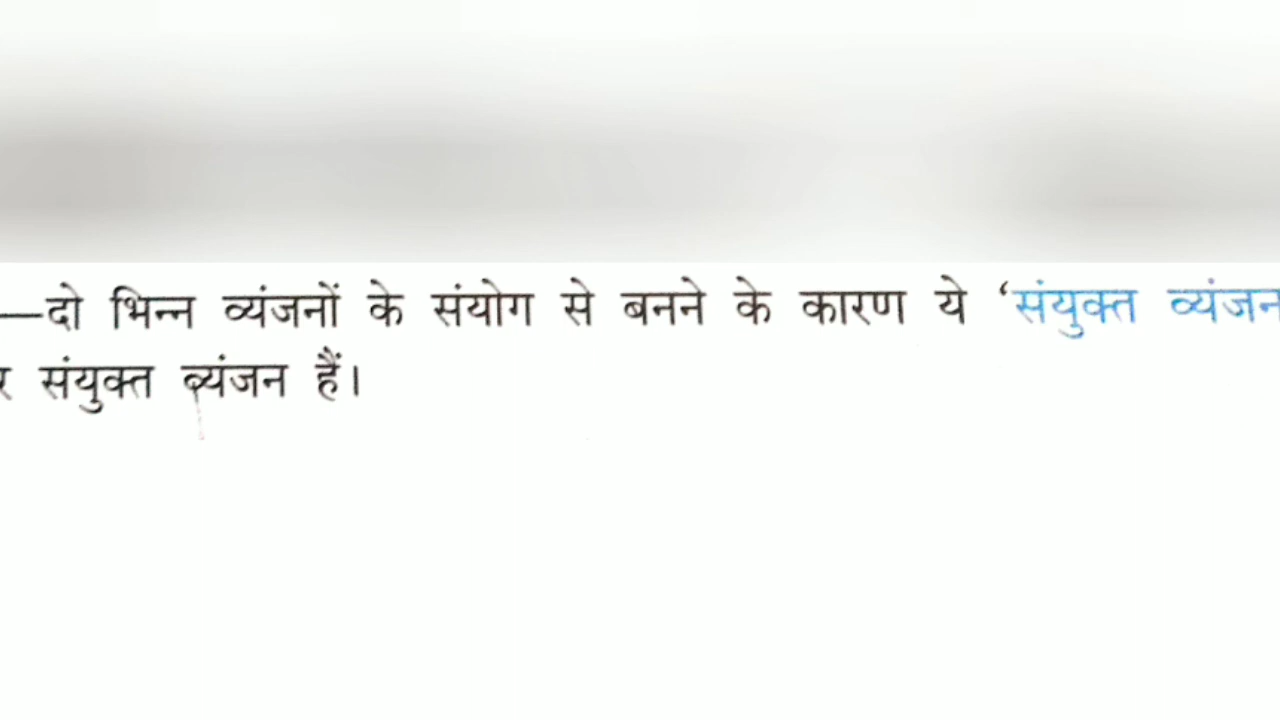 —दो भिन्न व्यंजनों के संयोग से बनने के कारण ये ‘संयुक्त व्यंजन
संयुक्त व्यंजन हैं।